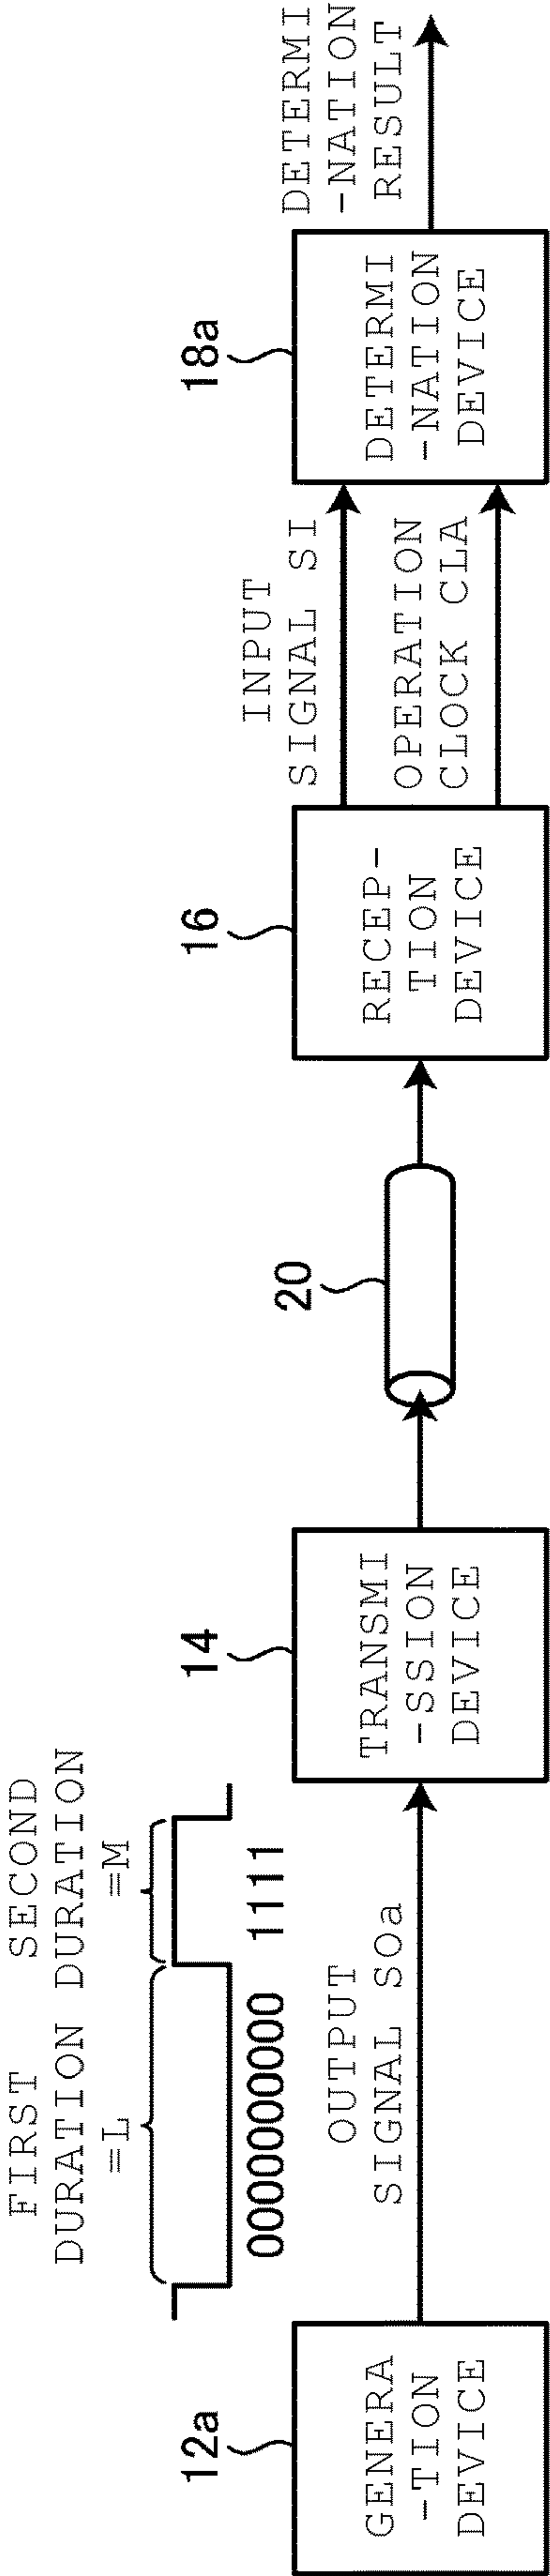 FIRST
DURATION
=L
SECOND
DURATION
=M
0000000000
1111
12a
GENERA
-TION
DEVICE
OUTPUT
SIGNAL SOa
14
TRANSMI
-SSION
DEVICE
20
16
RECEP-
TION
DEVICE
INPUT
SIGNAL SI
OPERATION
CLOCK CLA
18a
DETERMI
-NATION
DEVICE
DETERMI
-NATION
RESULT